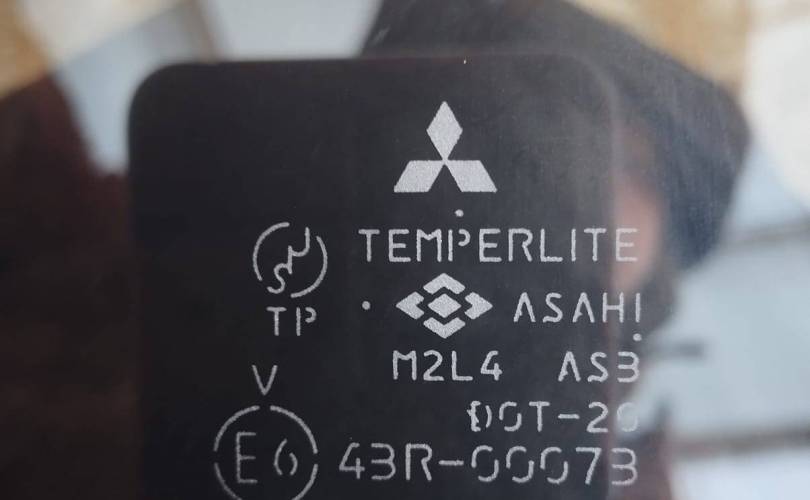 TEMPERLITE
TP ASAHI
M2L4 AS3
DOT-20
V
E6 43R-00073